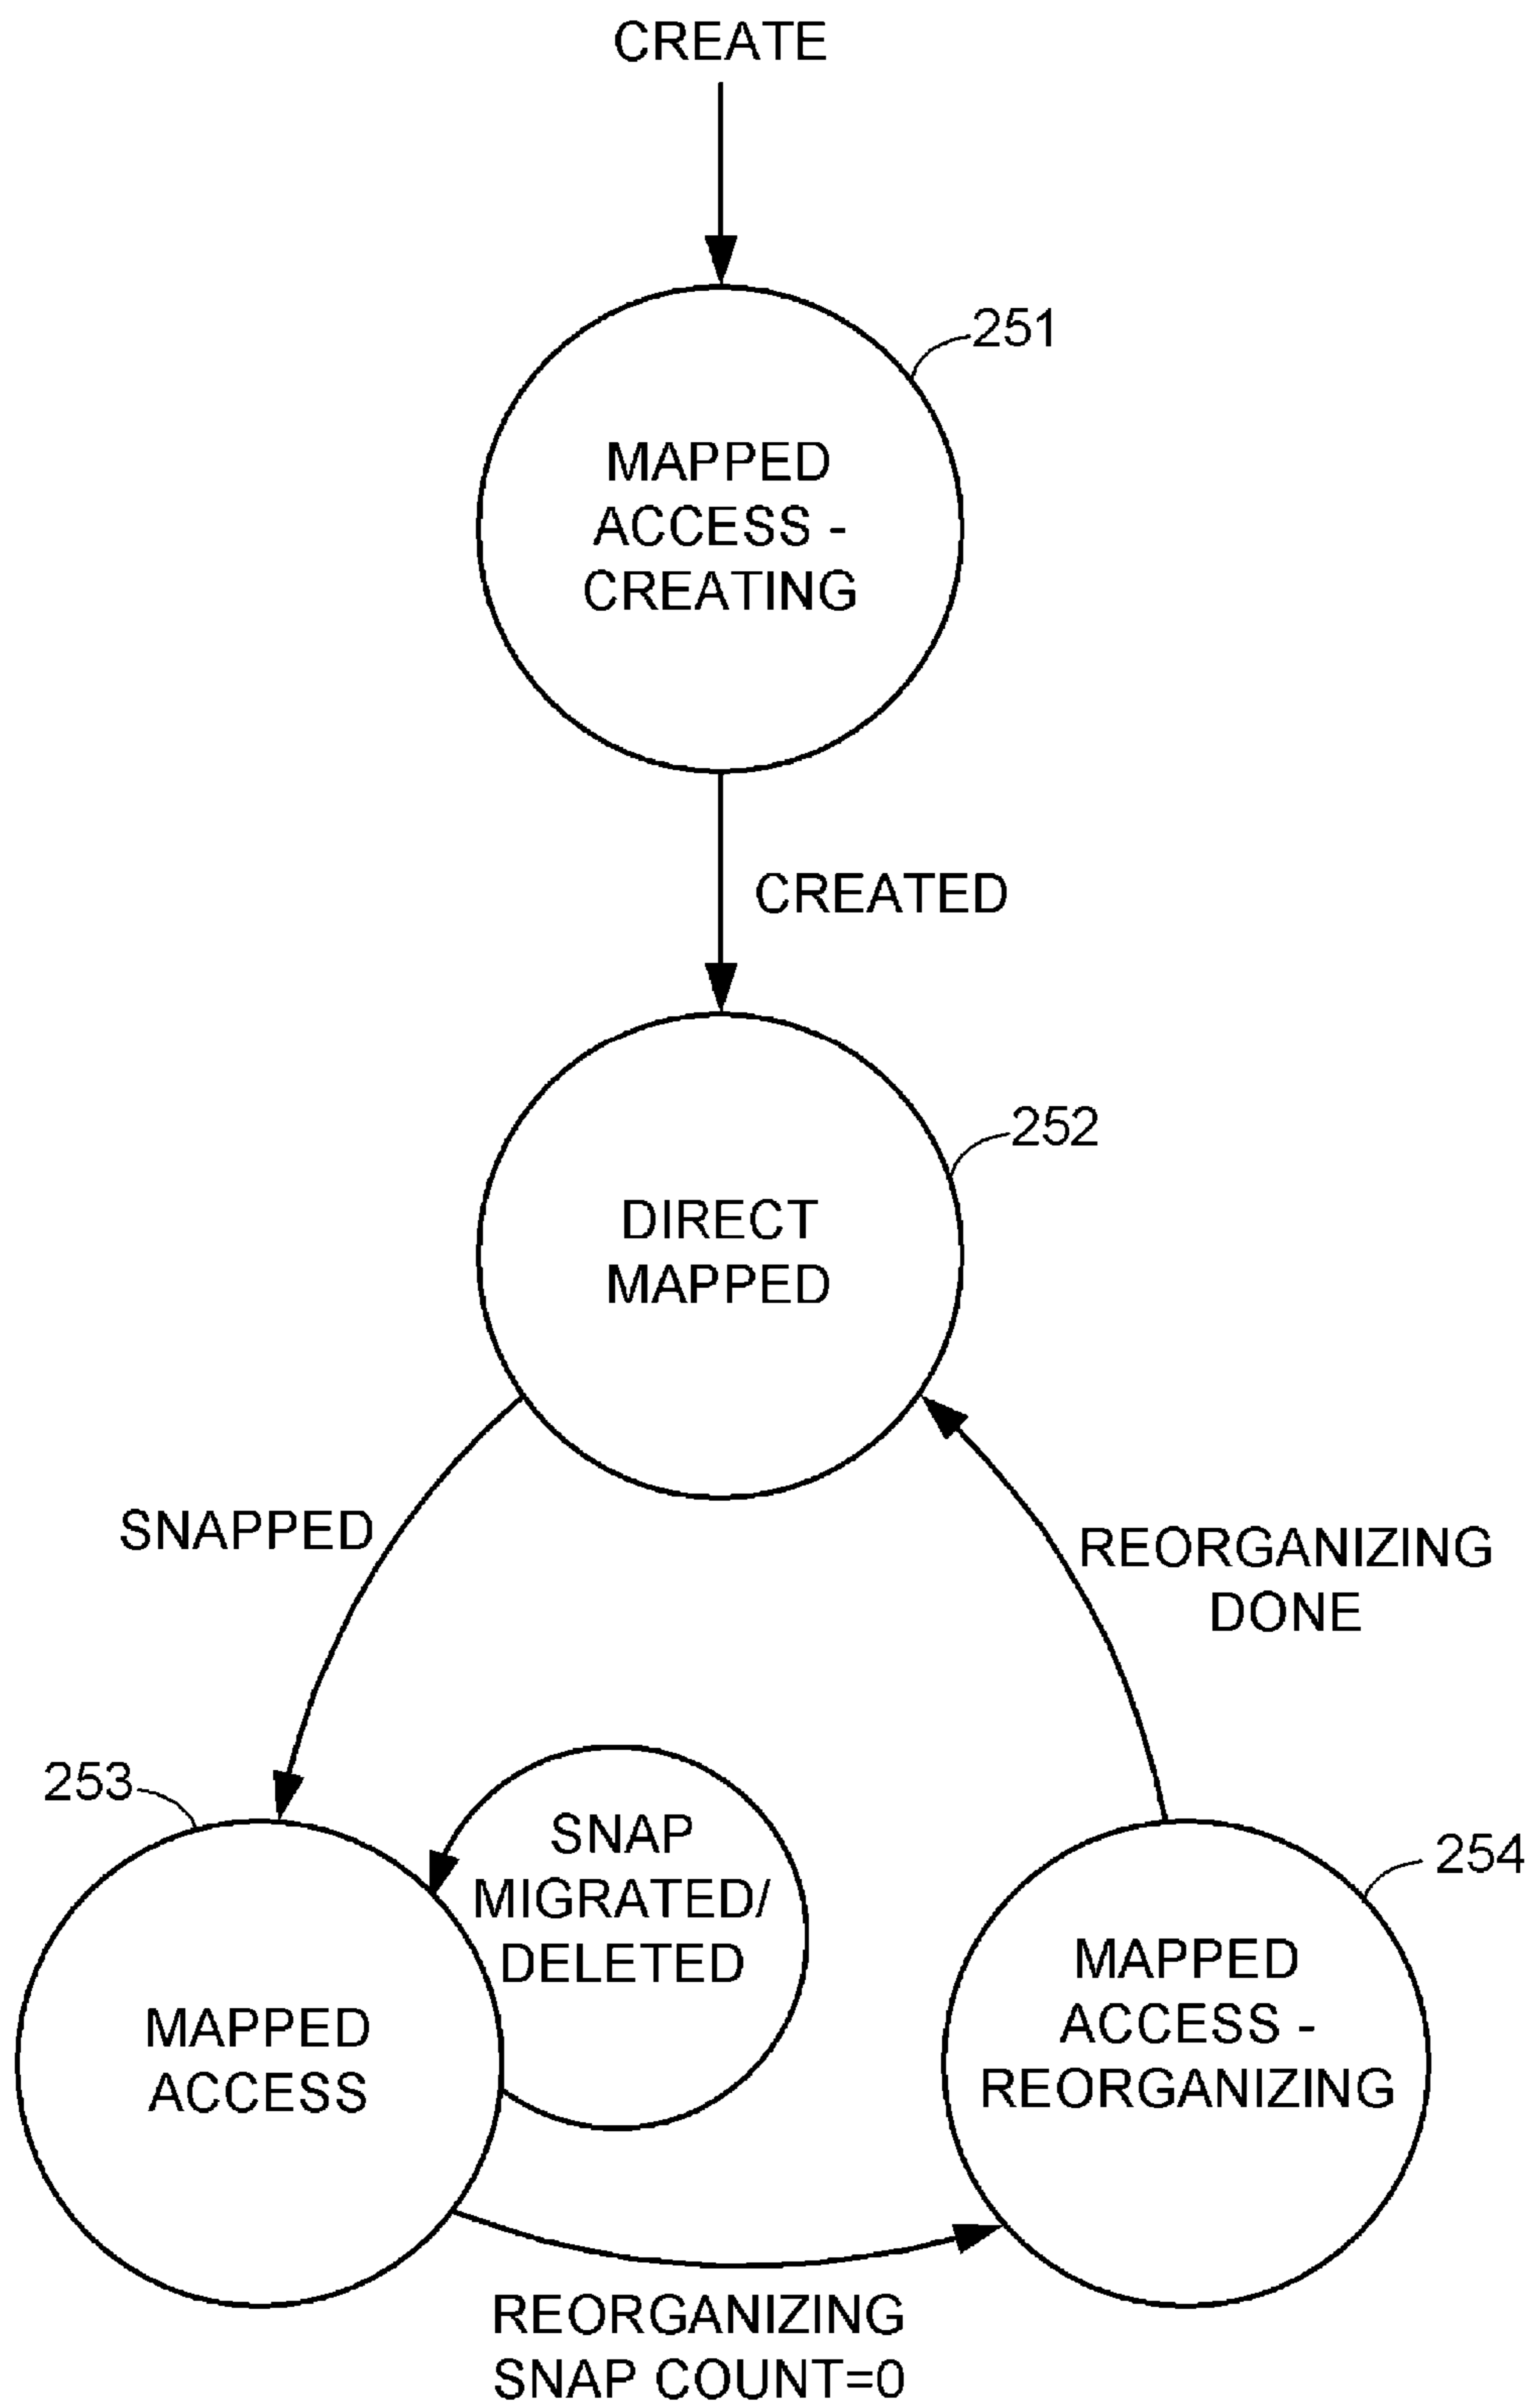 CREATE
251
MAPPED
ACCESS -
CREATING
CREATED
252
DIRECT
MAPPED
SNAPPED
REORGANIZING
DONE
253
SNAP
MIGRATED/
DELETED
254
MAPPED
ACCESS
MAPPED
ACCESS -
REORGANIZING
REORGANIZING
SNAP COUNT=0